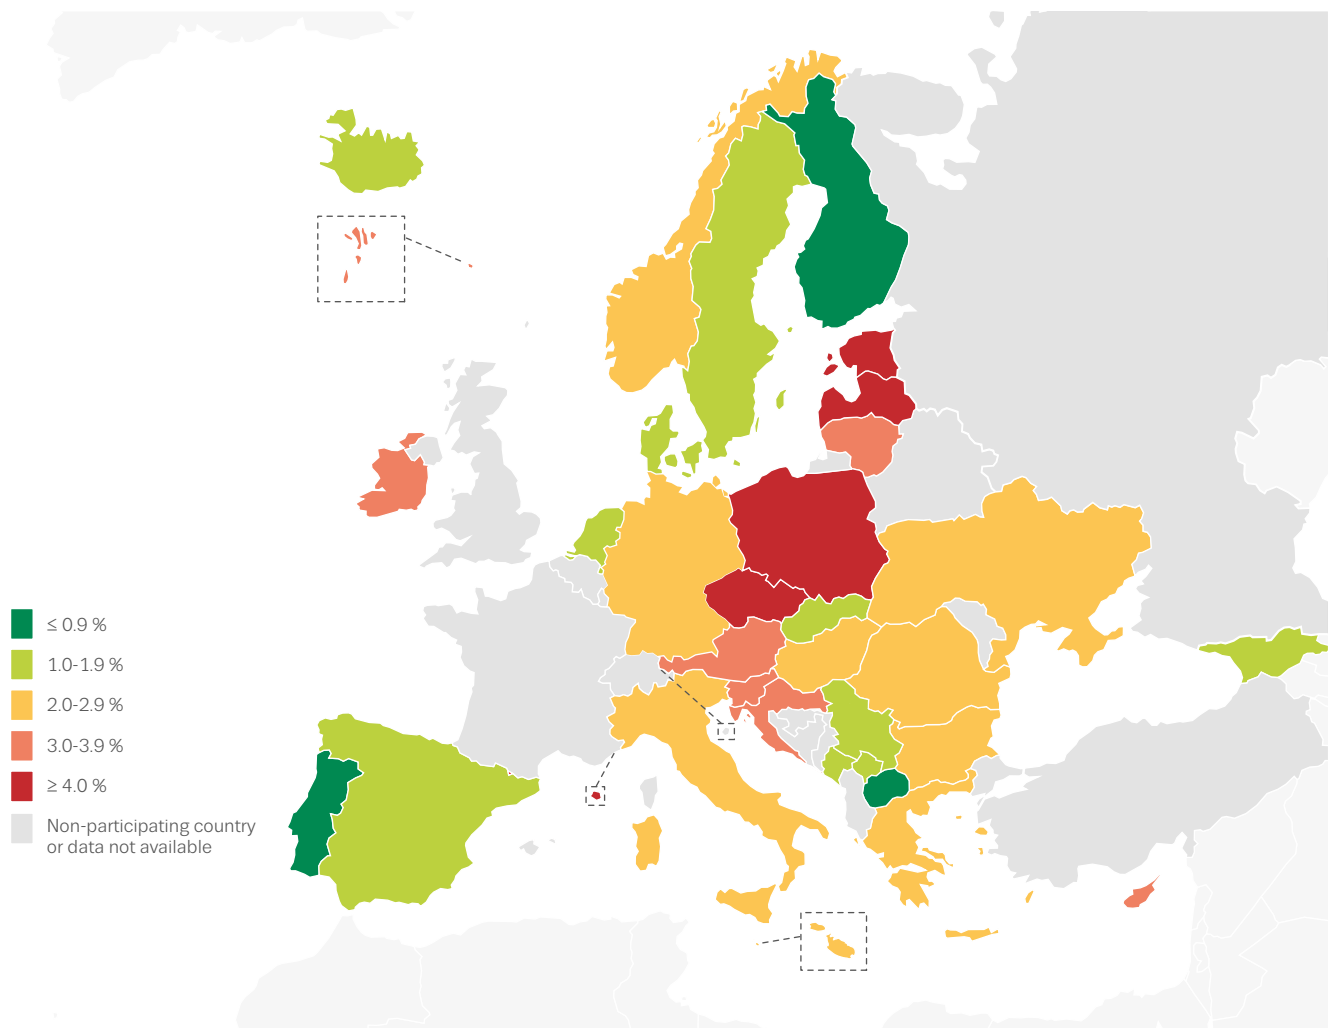 ≤ 0.9 %
1.0-1.9 %
2.0-2.9 %
3.0-3.9 %
≥ 4.0 %
Non-participating country
or data not available